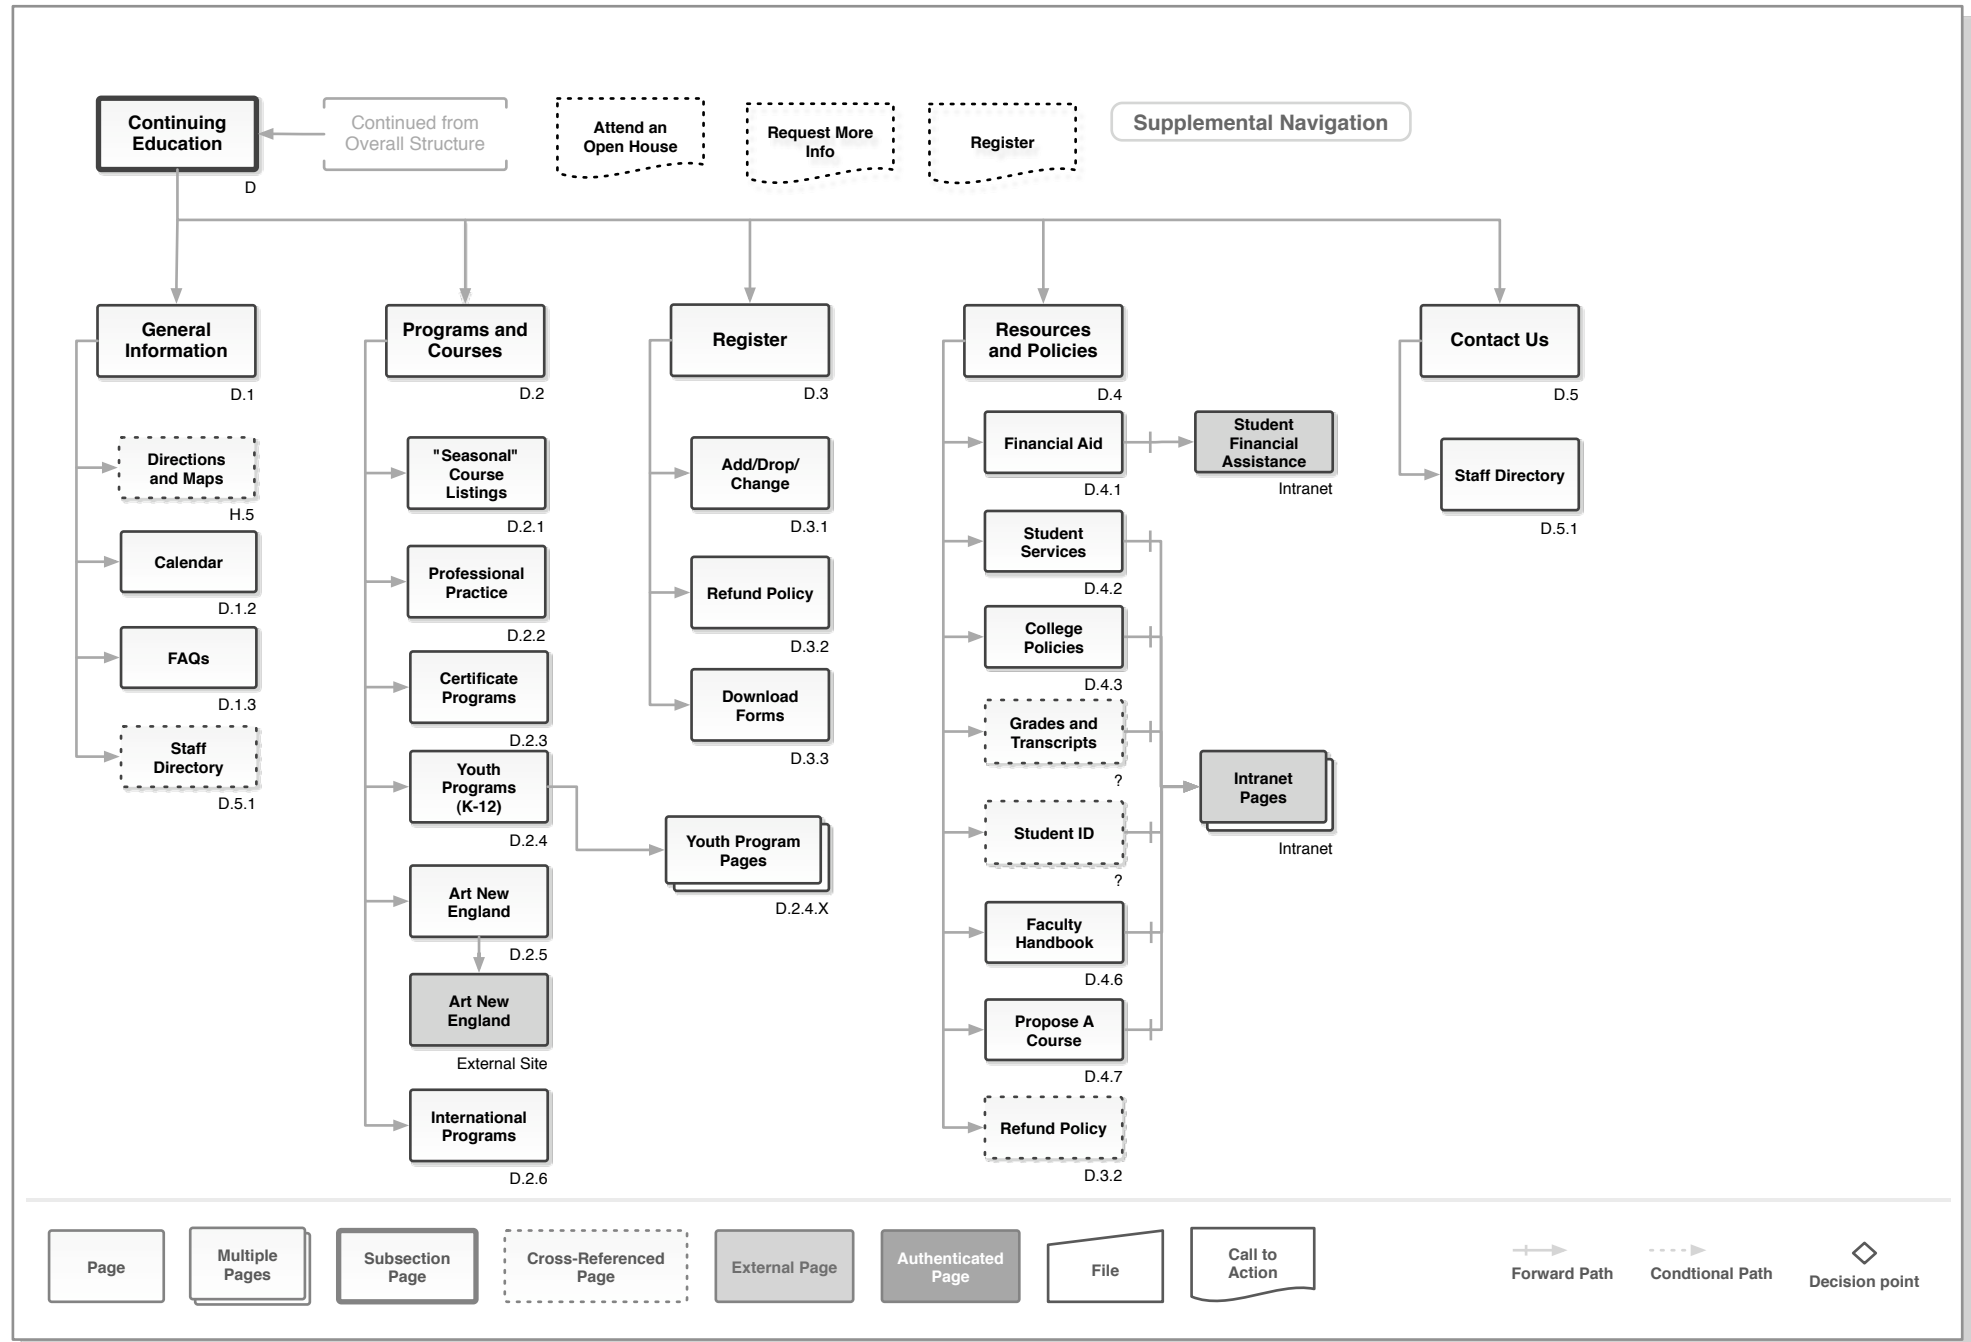 Continuing
Education
D
Continued from
Overall Structure
Attend an
Open House
Request More
Info
Register
Supplemental Navigation
General
Information
D.1
Directions
and Maps
H.5
Calendar
D.1.2
FAQs
D.1.3
Staff
Directory
D.5.1
Programs and
Courses
D.2
"Seasonal"
Course
Listings
D.2.1
Professional
Practice
D.2.2
Certificate
Programs
D.2.3
Youth
Programs
(K-12)
D.2.4
Youth Program
Pages
D.2.4.X
Art New
England
D.2.5
Art New
England
External Site
International
Programs
D.2.6
Register
D.3
Add/Drop/
Change
D.3.1
Refund Policy
D.3.2
Download
Forms
D.3.3
Resources
and Policies
D.4
Financial Aid
D.4.1
Student
Financial
Assistance
Intranet
Student
Services
D.4.2
College
Policies
D.4.3
Grades and
Transcripts
?
Student ID
?
Faculty
Handbook
D.4.6
Propose A
Course
D.4.7
Refund Policy
D.3.2
Intranet
Pages
Intranet
Contact Us
D.5
Staff Directory
D.5.1
Page
Multiple
Pages
Subsection
Page
Cross-Referenced
Page
External Page
Authenticated
Page
File
Call to
Action
Forward Path
Condtional Path
Decision point